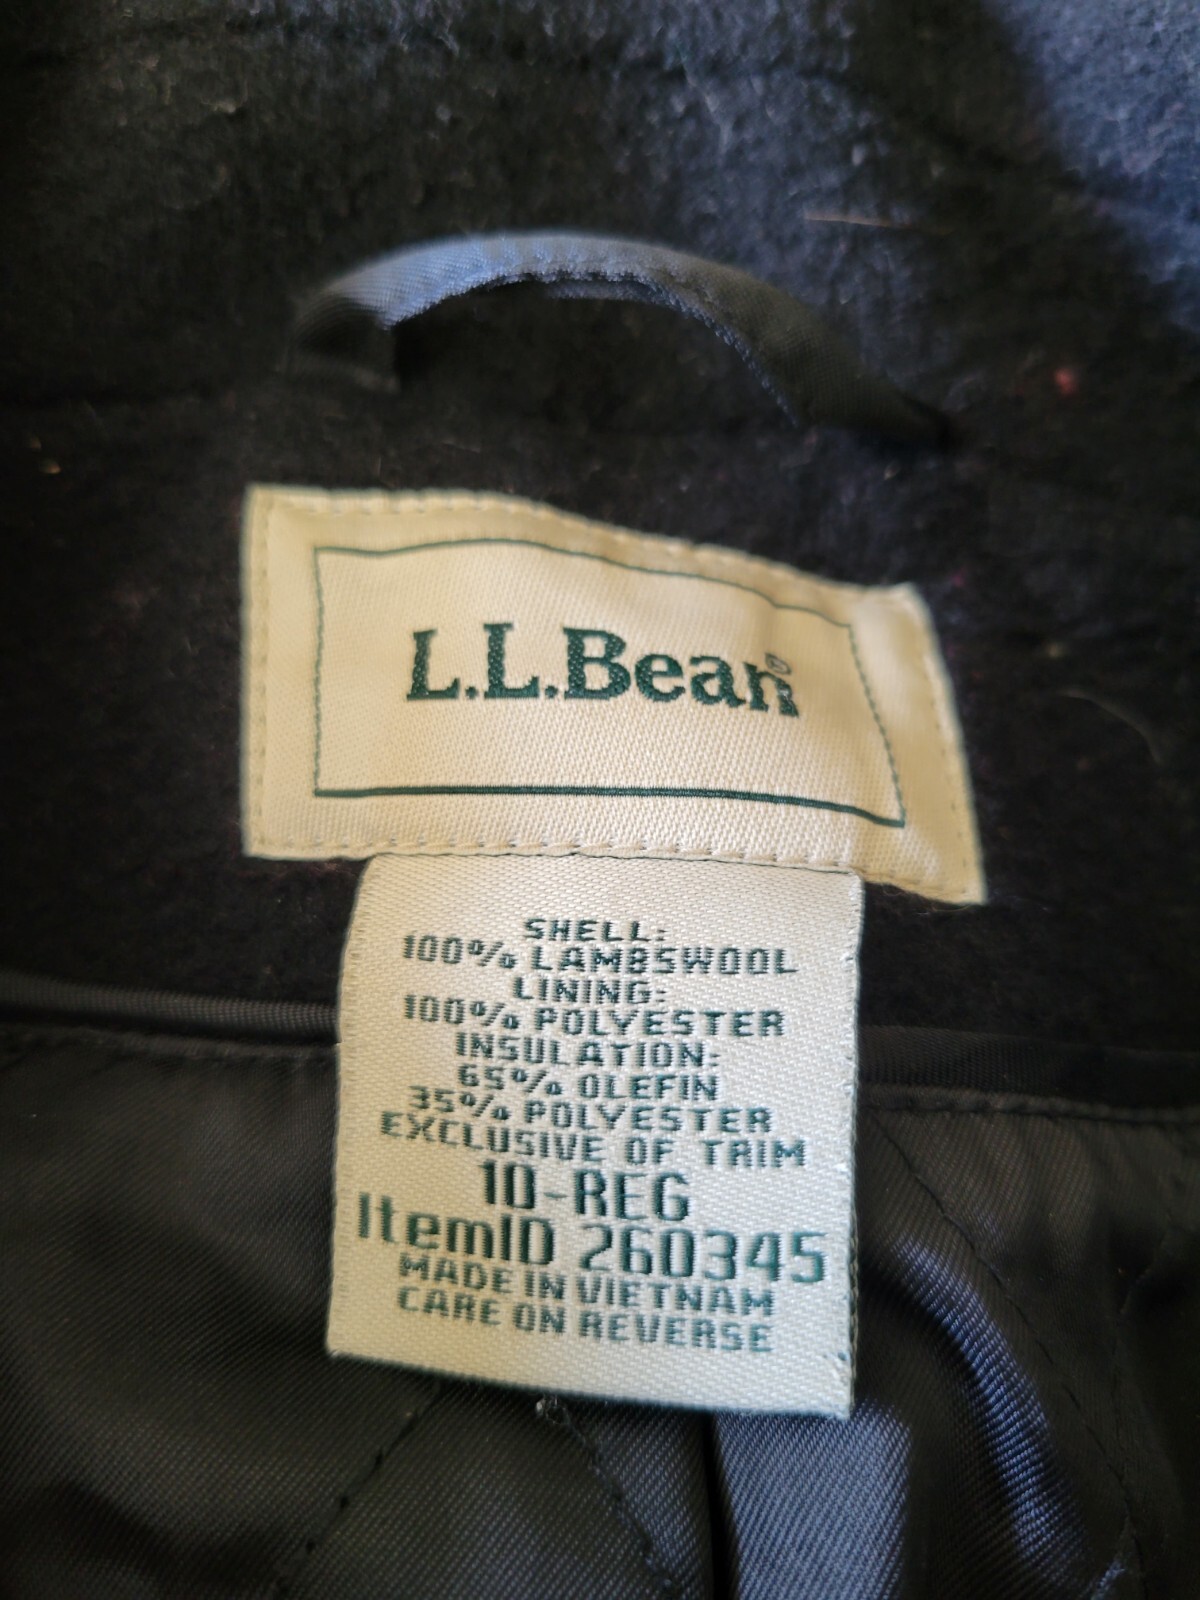 L.L.Bean®
SHELL:
100% LAMBSWOOL
LINING:
100% POLYESTER
INSULATION:
65% OLEFIN
35% POLYESTER
EXCLUSIVE OF TRIM
10-REG
ItemID 260345
MADE IN VIETNAM
CARE ON REVERSE